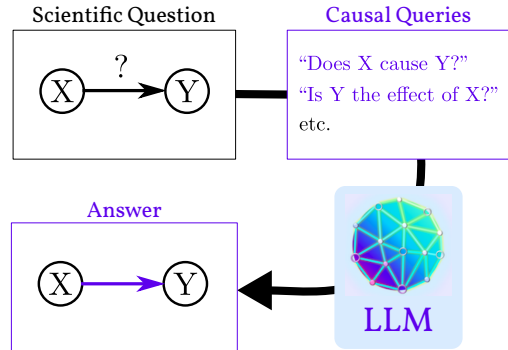 Scientific Question
X ? Y
Causal Queries
“Does X cause Y?”
“Is Y the effect of X?”
etc.
LLM
Answer
X Y